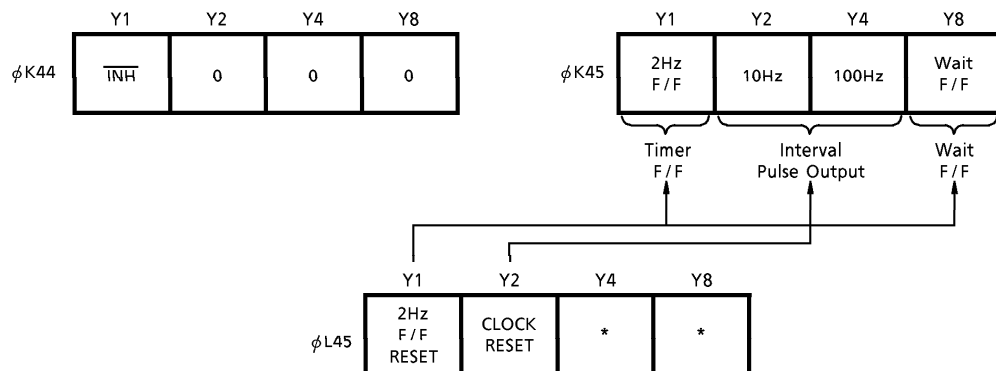 Y1 Y2 Y4 Y8
ϕK44 INH 0 0 0
Y1 Y2 Y4 Y8
ϕK45 2Hz F/F 10Hz 100Hz Wait F/F
Timer F/F
Interval Pulse Output
Wait F/F
Y1 Y2 Y4 Y8
ϕL45 2Hz F/F RESET CLOCK RESET * *